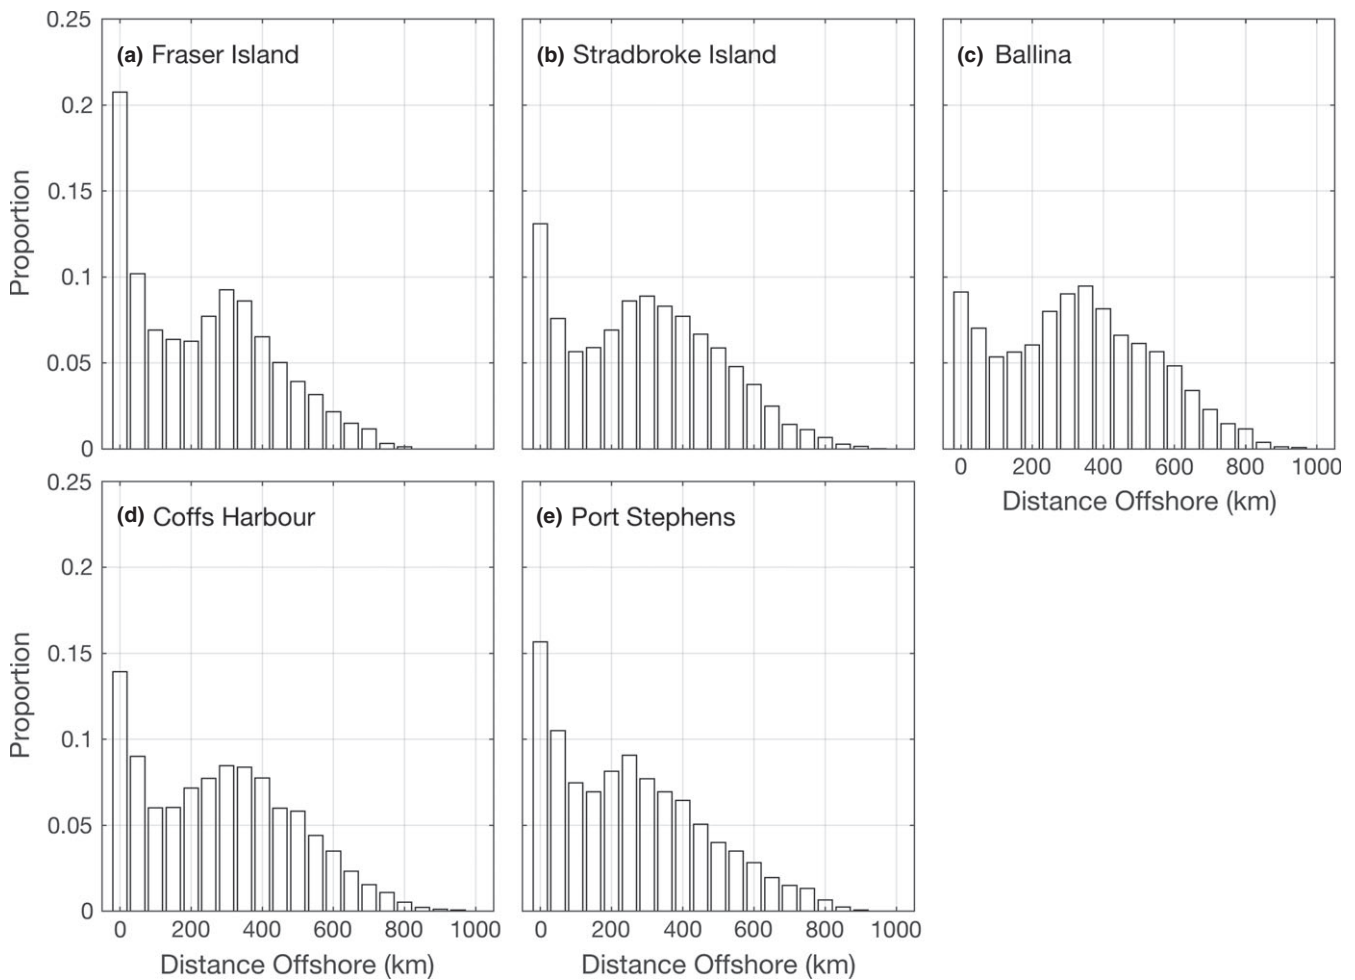 0.25
0.2
0.15
0.1
0.05
0
Proportion
(a) Fraser Island
(b) Stradbroke Island
(c) Ballina
0 200 400 600 800 1000
Distance Offshore (km)
0.25
0.2
0.15
0.1
0.05
0
Proportion
(d) Coffs Harbour
(e) Port Stephens
0 200 400 600 800 1000
Distance Offshore (km)
0 200 400 600 800 1000
Distance Offshore (km)